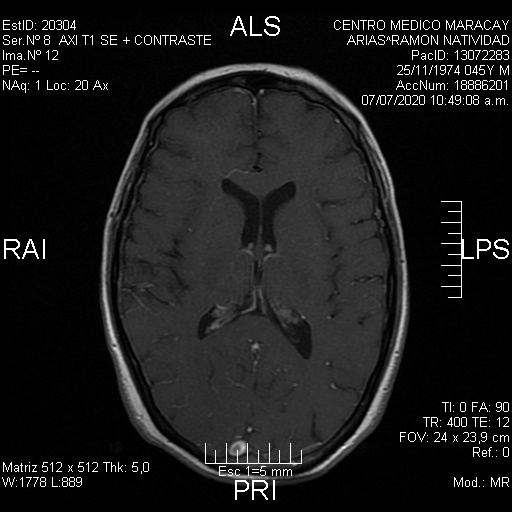 EstID: 20304
Ser.Nº 8 AXI T1 SE + CONTRASTE
Ima.Nº 12
PE= --
NAq: 1 Loc: 20 Ax
ALS
CENTRO MEDICO MARACAY
ARIAS^RAMON NATIVIDAD
PacID: 13072283
25/11/1974 045Y M
AccNum: 18886201
07/07/2020 10:49:08 a.m.
RAI
LPS
TI: 0 FA: 90
TR: 400 TE: 12
FOV: 24 x 23,9 cm
Ref.: 0
Matriz 512 x 512 Thk: 5,0
W:1778 L:889
Esc 1=5 mm
PRI
Mod.: MR